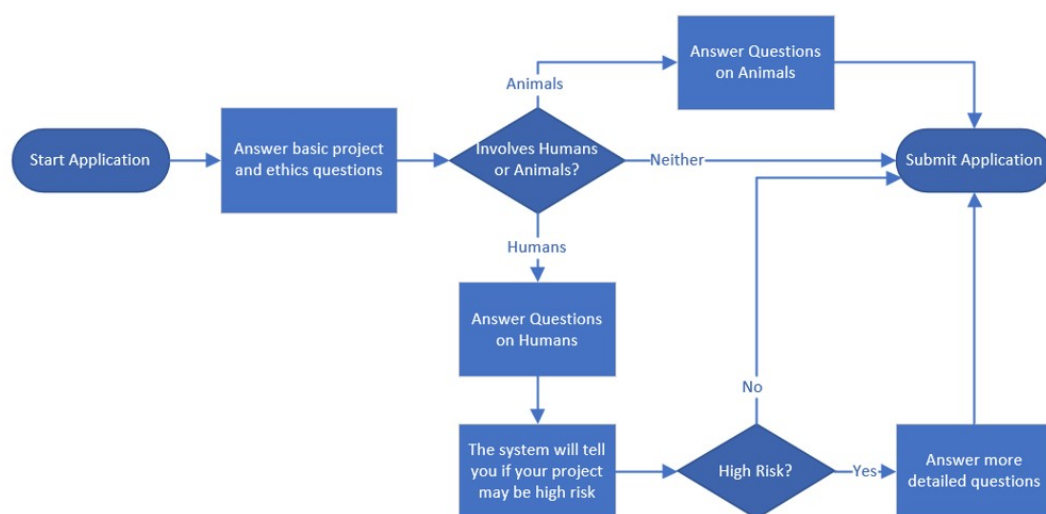 Answer Questions
on Animals
Animals
Start Application
Answer basic project
and ethics questions
Involves Humans
or Animals?
Neither
Submit Application
Humans
Answer Questions
on Humans
No
The system will tell
you if your project
may be high risk
High Risk?
Yes
Answer more
detailed questions